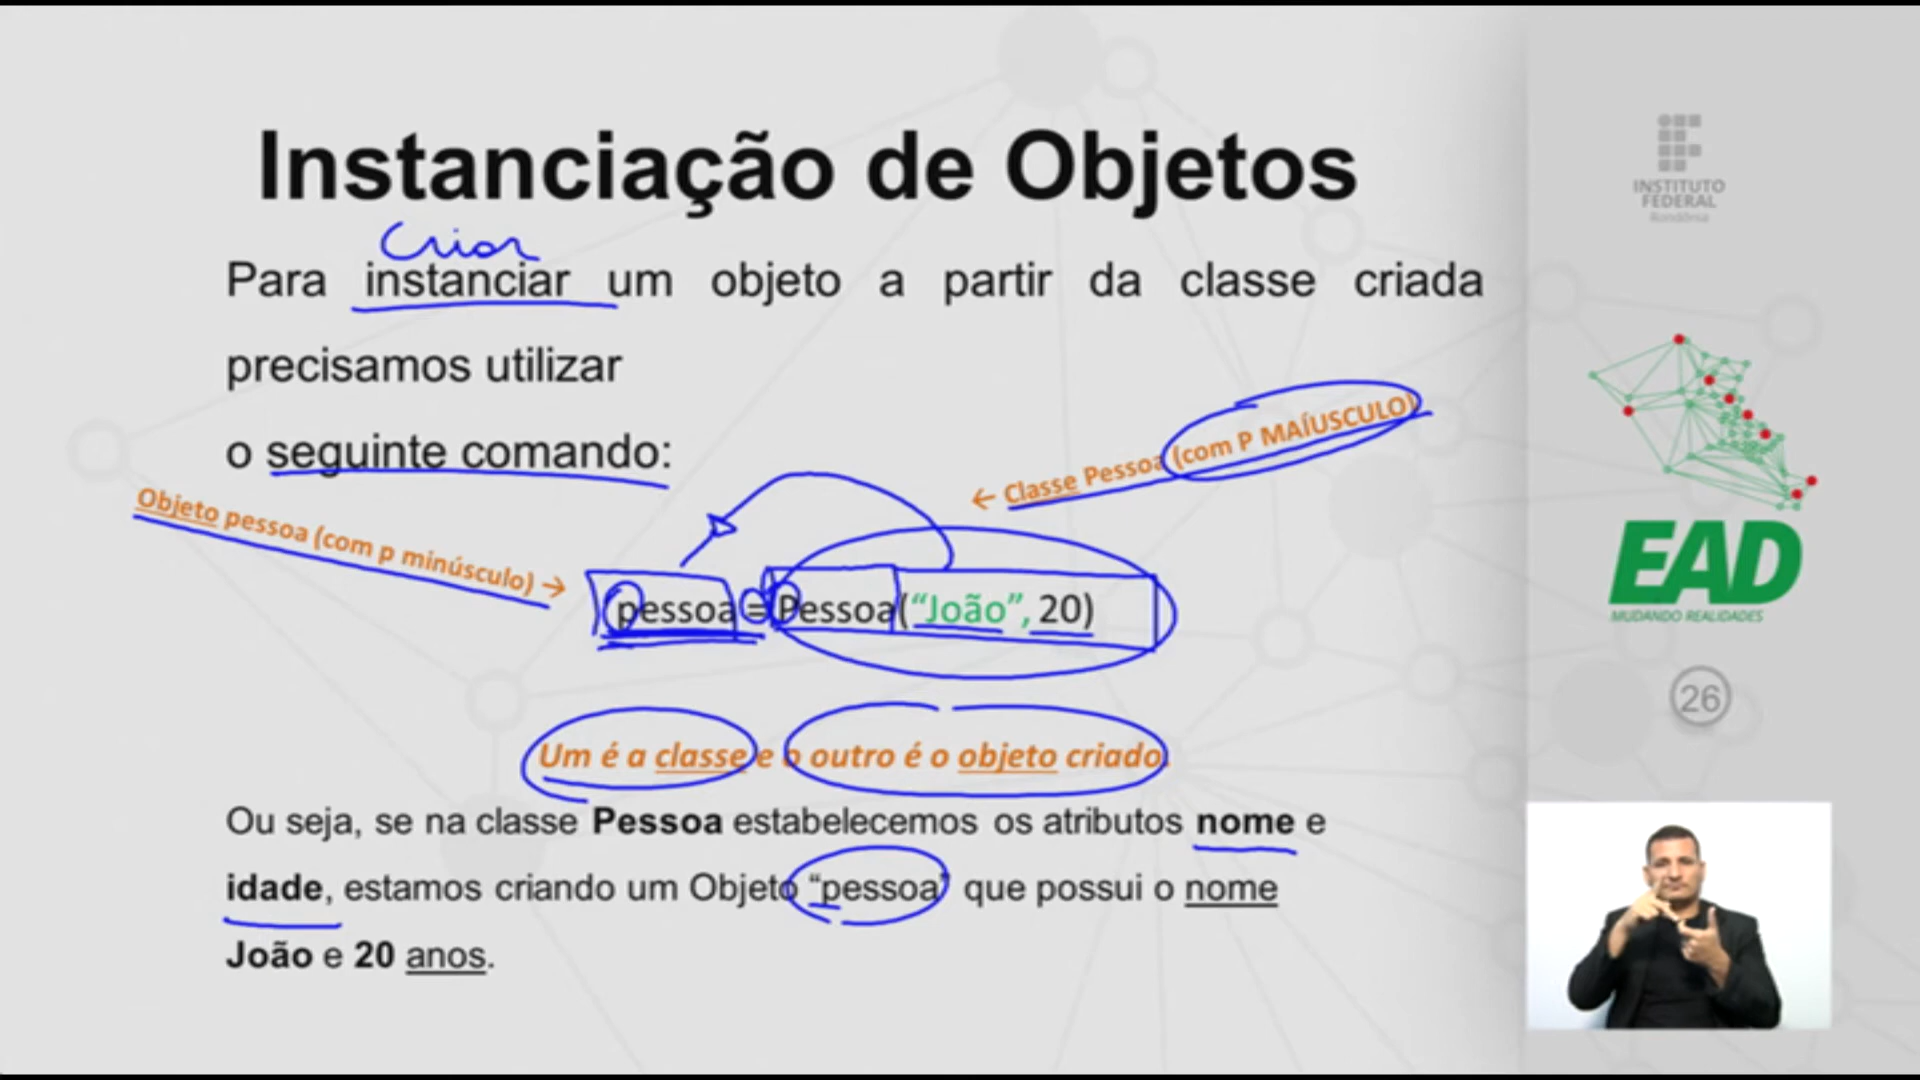 Instanciação de Objetos
Criar
Para instanciar um objeto a partir da classe criada
precisamos utilizar
o seguinte comando:
← Classe Pessoa (com P MAÍUSCULO)
Objeto pessoa (com p minúsculo) →
pessoa = Pessoa(“João”, 20)
Um é a classe e o outro é o objeto criado.
Ou seja, se na classe Pessoa estabelecemos os atributos nome e
idade, estamos criando um Objeto “pessoa” que possui o nome
João e 20 anos.
INSTITUTO
FEDERAL
Rondônia
EAD
MUDANDO REALIDADES
26